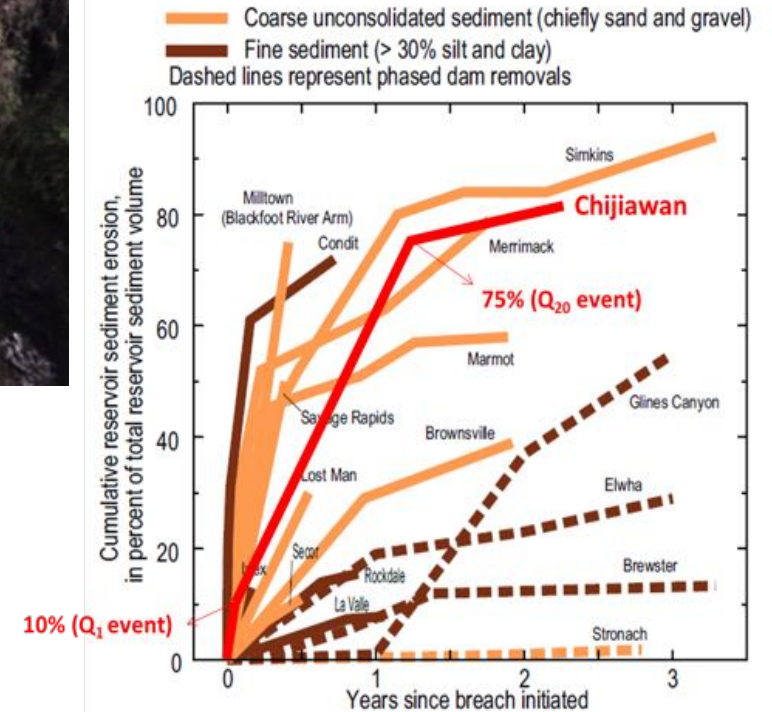 Coarse unconsolidated sediment (chiefly sand and gravel)
Fine sediment (> 30% silt and clay)
Dashed lines represent phased dam removals
Cumulative reservoir sediment erosion,
in percent of total reservoir sediment volume
100
80
60
40
20
0
Milltown
(Blackfoot River Arm)
Condit
Simkins
Chijiawan
Merrimack
75% (Q20 event)
Marmot
Savage Rapids
Glines Canyon
Brownsville
Lost Man
Elwha
Secor
Rockdale
Brewster
La Valle
10% (Q1 event)
Stronach
0
1
2
3
Years since breach initiated